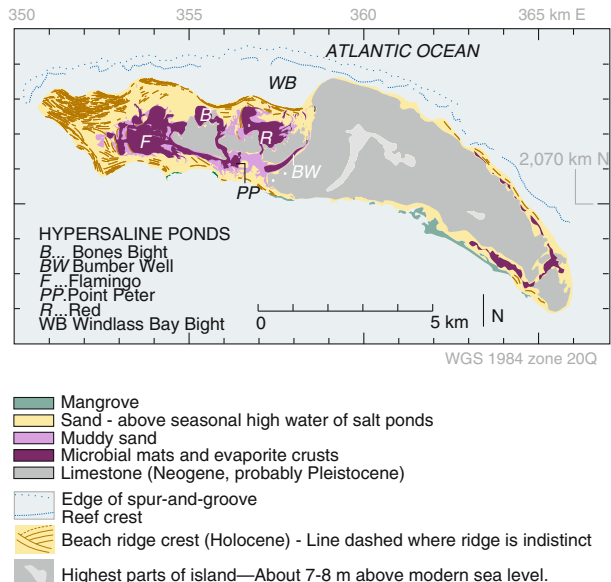 350 355 360 365 km E
ATLANTIC OCEAN
WB
B
F
R
2,070 km N
BW
PP
HYPERSALINE PONDS
B... Bones Bight
BW Bumber Well
F ...Flamingo
PP.Point Peter
R ...Red
WB Windlass Bay Bight
0 5 km
N
WGS 1984 zone 20Q
Mangrove
Sand - above seasonal high water of salt ponds
Muddy sand
Microbial mats and evaporite crusts
Limestone (Neogene, probably Pleistocene)
Edge of spur-and-groove
Reef crest
Beach ridge crest (Holocene) - Line dashed where ridge is indistinct
Highest parts of island—About 7-8 m above modern sea level.